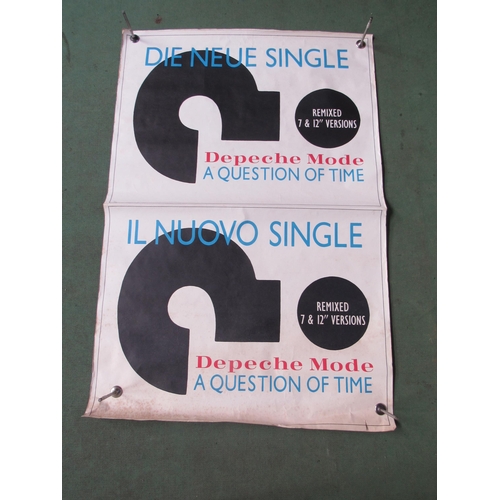 DIE NEUE SINGLE
REMIXED
7 & 12" VERSIONS
Depeche Mode
A QUESTION OF TIME
IL NUOVO SINGLE
REMIXED
7 & 12" VERSIONS
Depeche Mode
A QUESTION OF TIME